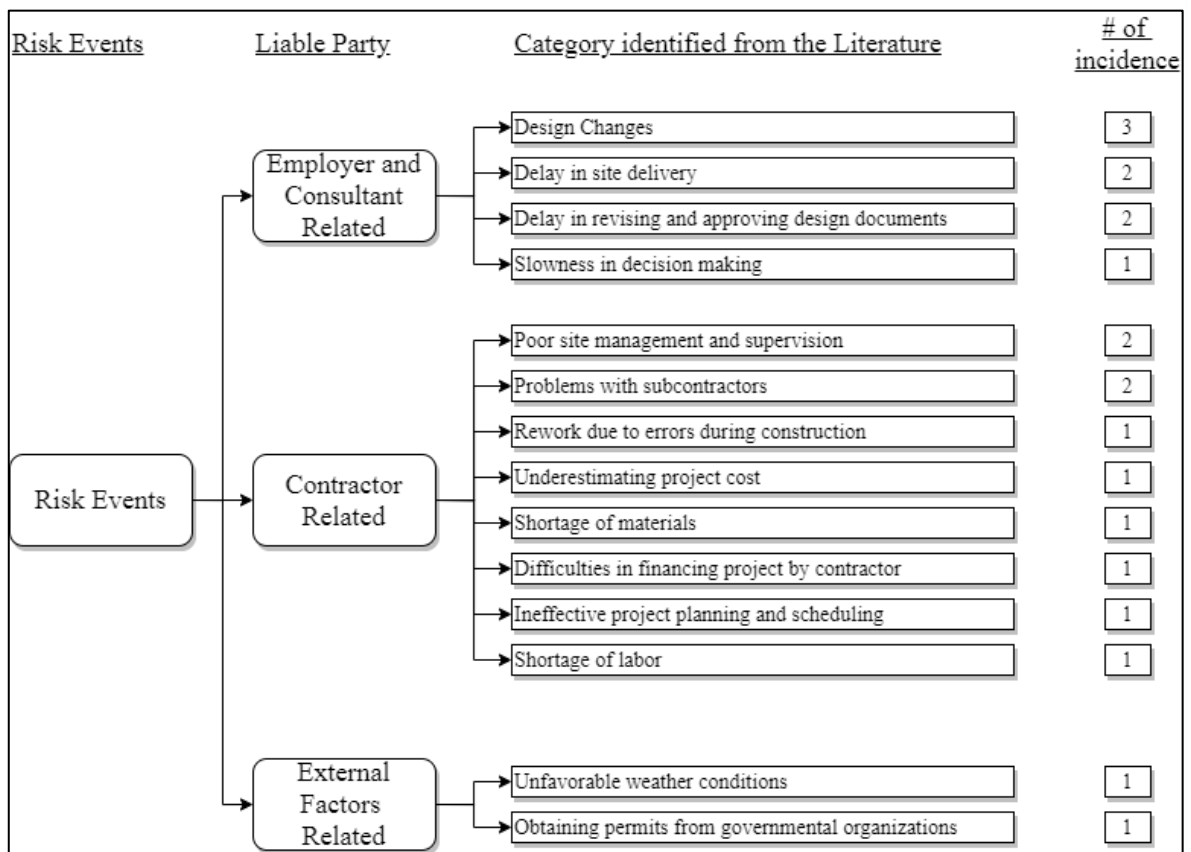 Risk Events
Liable Party
Category identified from the Literature
# of
incidence
Risk Events
Employer and
Consultant
Related
Design Changes
3
Delay in site delivery
2
Delay in revising and approving design documents
2
Slowness in decision making
1
Contractor
Related
Poor site management and supervision
2
Problems with subcontractors
2
Rework due to errors during construction
1
Underestimating project cost
1
Shortage of materials
1
Difficulties in financing project by contractor
1
Ineffective project planning and scheduling
1
Shortage of labor
1
External
Factors
Related
Unfavorable weather conditions
1
Obtaining permits from governmental organizations
1